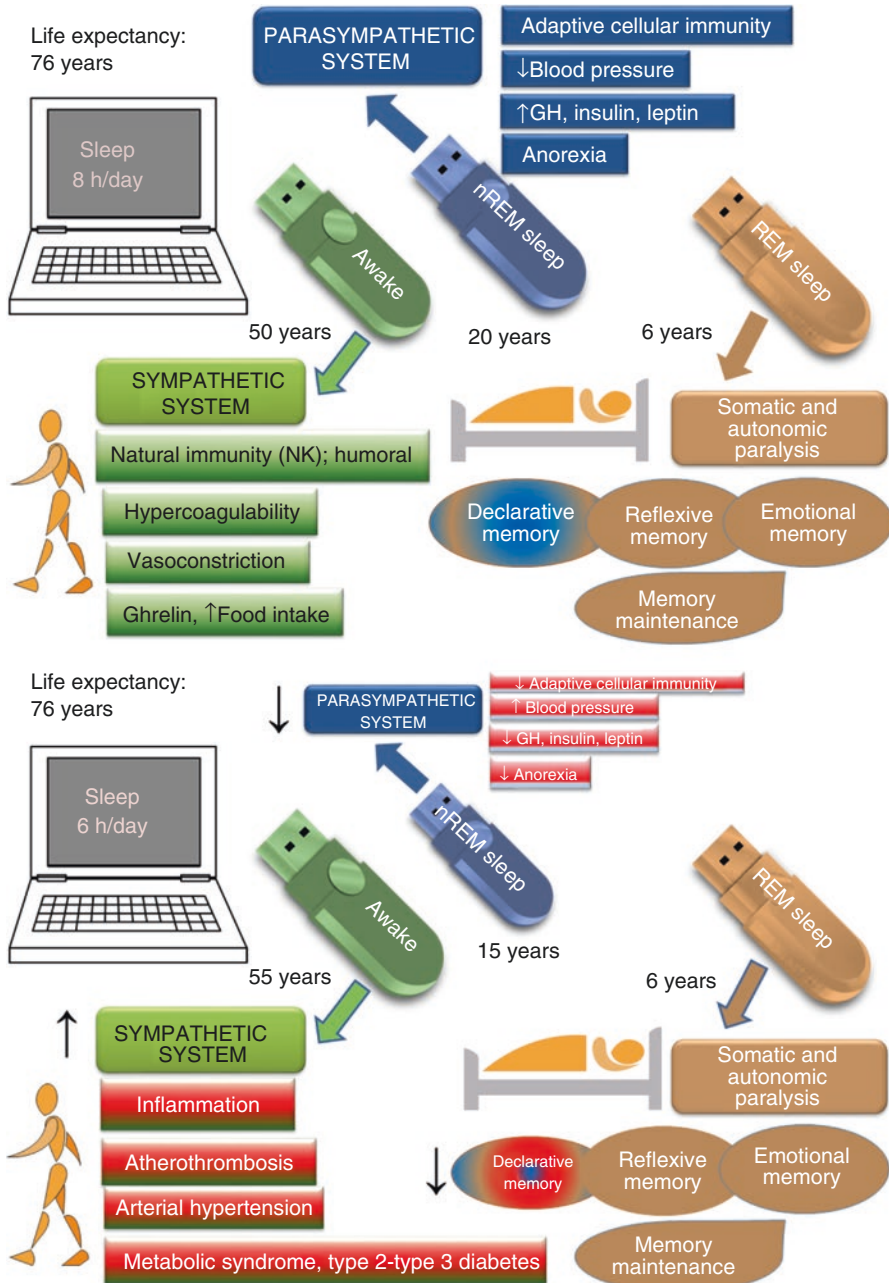 Life expectancy:
76 years
PARASYMPATHETIC
SYSTEM
Adaptive cellular immunity
↓Blood pressure
↑GH, insulin, leptin
Anorexia
Sleep
8 h/day
Awake
nREM sleep
REM sleep
50 years
20 years
6 years
SYMPATHETIC
SYSTEM
Natural immunity (NK); humoral
Hypercoagulability
Vasoconstriction
Ghrelin, ↑Food intake
Somatic and
autonomic
paralysis
Declarative
memory
Reflexive
memory
Emotional
memory
Memory
maintenance
Life expectancy:
76 years
↓
PARASYMPATHETIC
SYSTEM
↓ Adaptive cellular immunity
↑ Blood pressure
↓ GH, insulin, leptin
↓ Anorexia
Sleep
6 h/day
Awake
nREM sleep
REM sleep
55 years
15 years
6 years
↑
SYMPATHETIC
SYSTEM
Inflammation
Atherothrombosis
Arterial hypertension
Metabolic syndrome, type 2-type 3 diabetes
Somatic and
autonomic
paralysis
↓
Declarative
memory
Reflexive
memory
Emotional
memory
Memory
maintenance